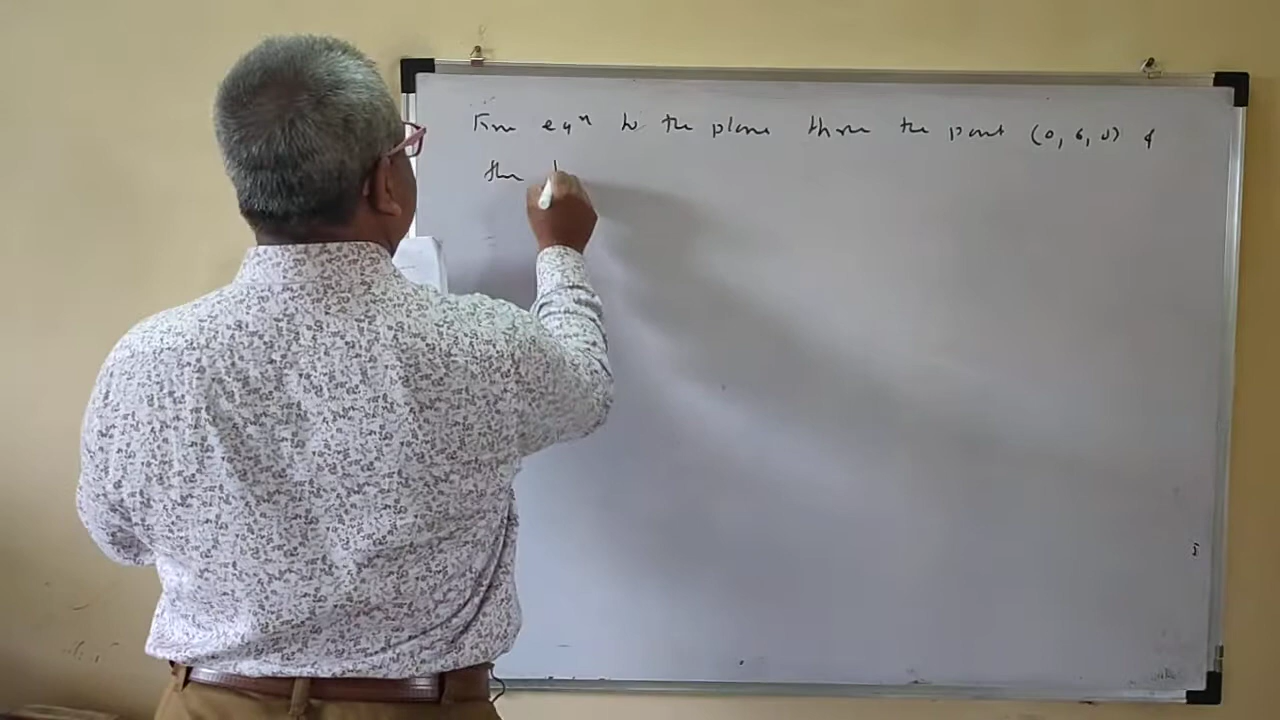 Find eqn to the plane thro the point (0, 6, 0) &
the